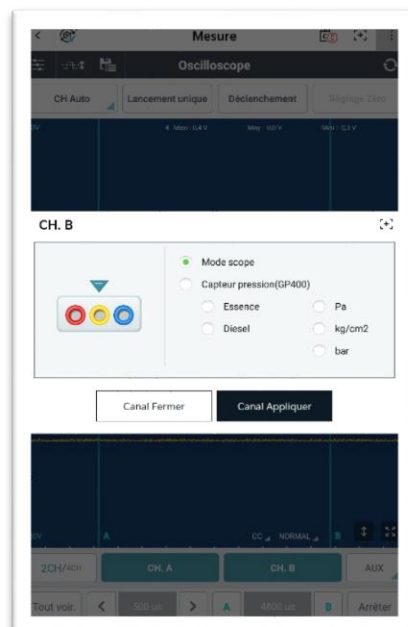 Mesure
Oscilloscope
CH Auto
Lancement unique
Déclenchement
Réglage Zéro
CH. B
Mode scope
Capteur pression(GP400)
Essence
Pa
Diesel
kg/cm2
bar
Canal Fermer
Canal Appliquer
A
CC
NORMAL
B
2CH/4CH
CH. A
CH. B
AUX
Tout voir.
500 us
A
4800 us
B
Arrêter